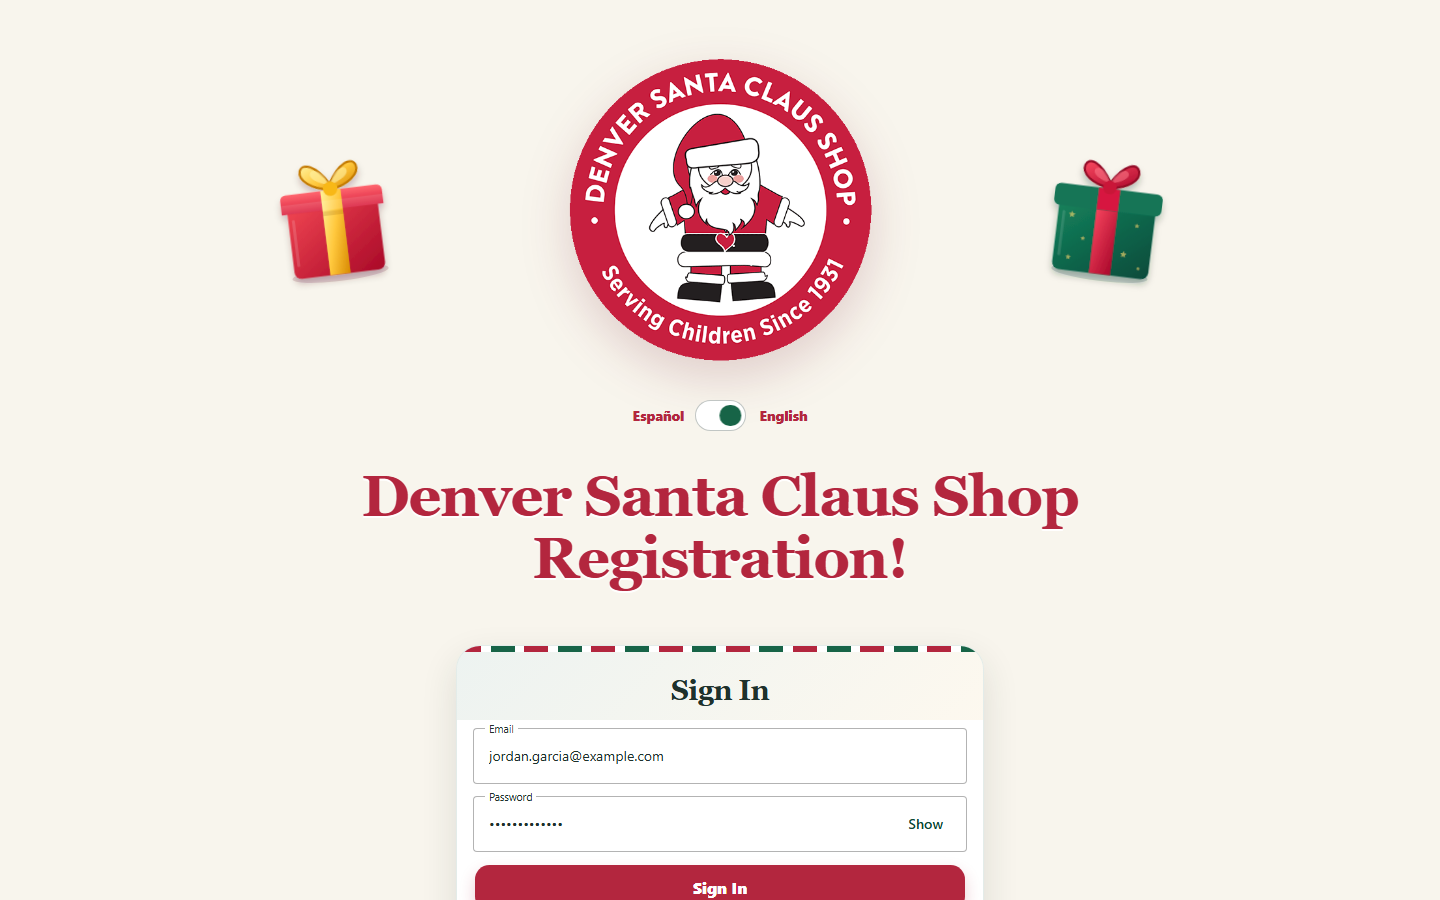 • DENVER SANTA CLAUS SHOP •
Serving Children Since 1931
Español English
Denver Santa Claus Shop
Registration!
Sign In
Email
jordan.garcia@example.com
Password
•••••••••••••
Show
Sign In